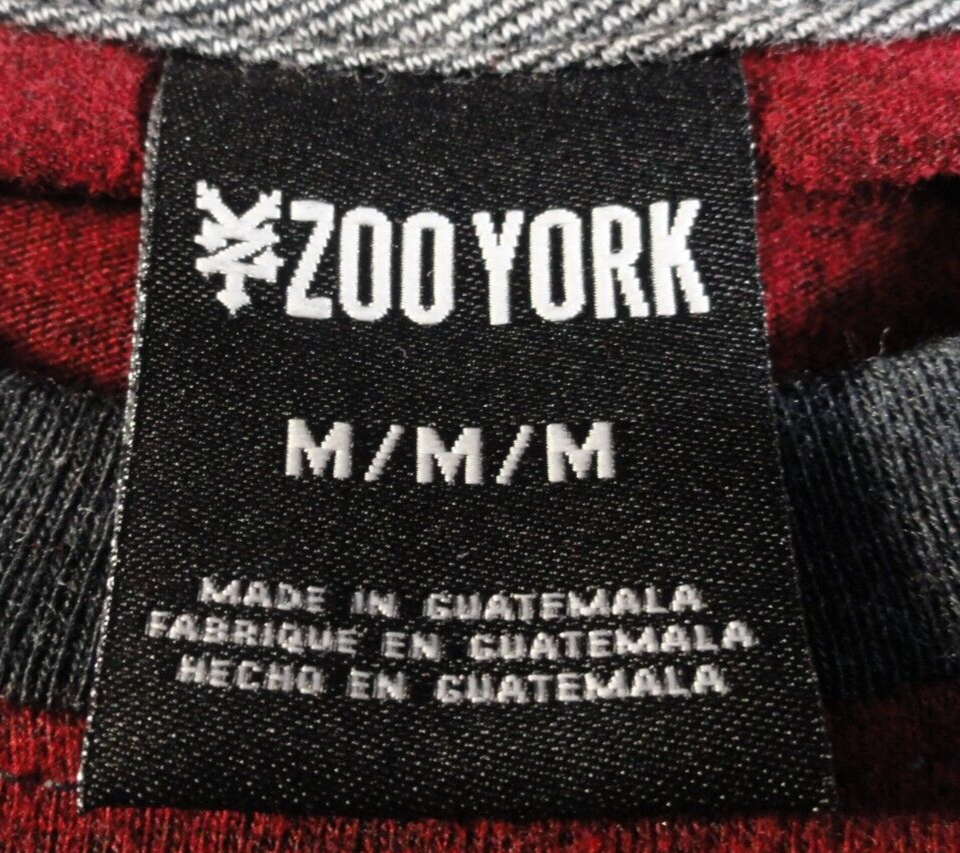 ZOO YORK
M/M/M
MADE IN GUATEMALA
FABRIQUÉ EN GUATEMALA
HECHO EN GUATEMALA